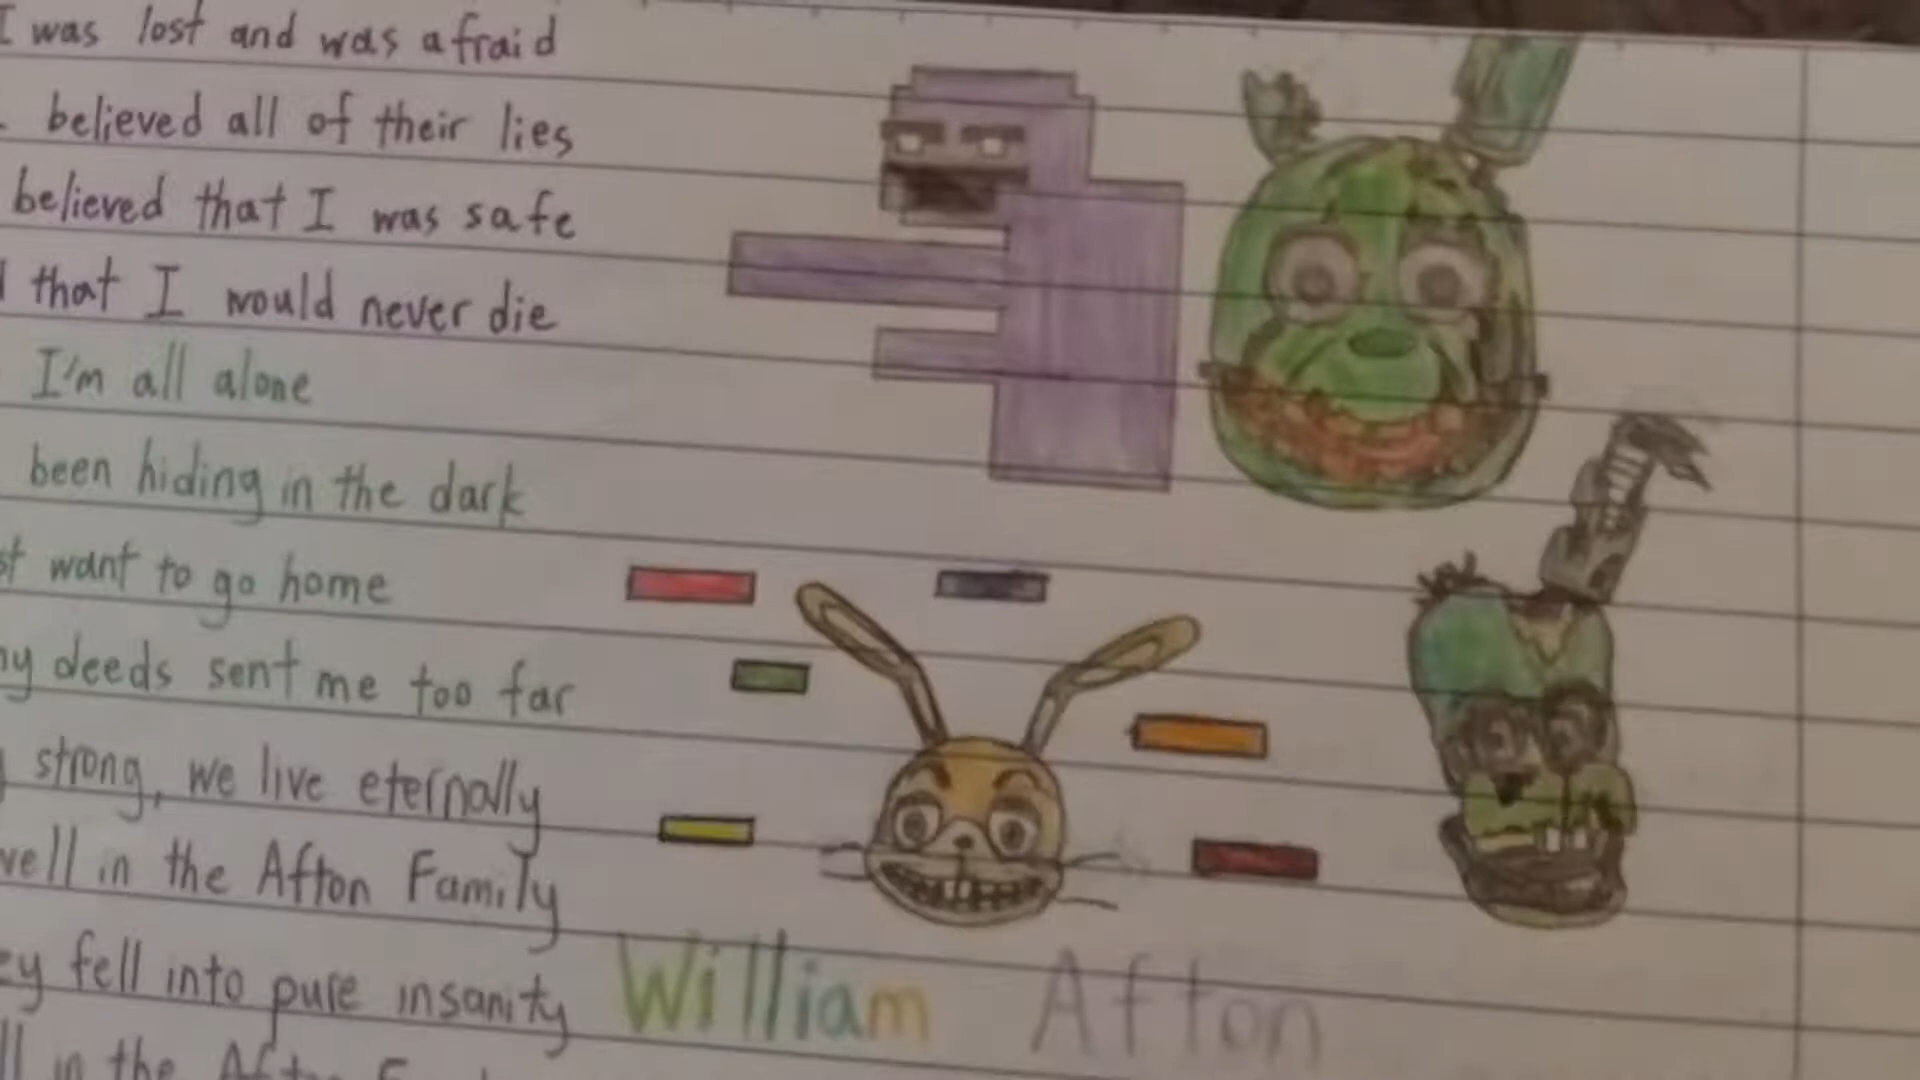 I was lost and was afraid
believed all of their lies
believed that I was safe
that I would never die
I'm all alone
been hiding in the dark
want to go home
deeds sent me too far
strong, we live eternally
in the Afton Family
fell into pure insanity
William Afton
in the